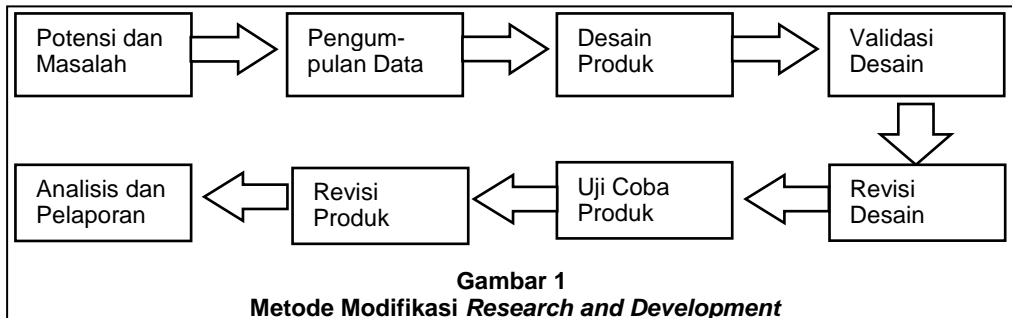 Potensi dan
Masalah
Pengum-
pulan Data
Desain
Produk
Validasi
Desain
Revisi
Desain
Uji Coba
Produk
Revisi
Produk
Analisis dan
Pelaporan
Gambar 1
Metode Modifikasi Research and Development